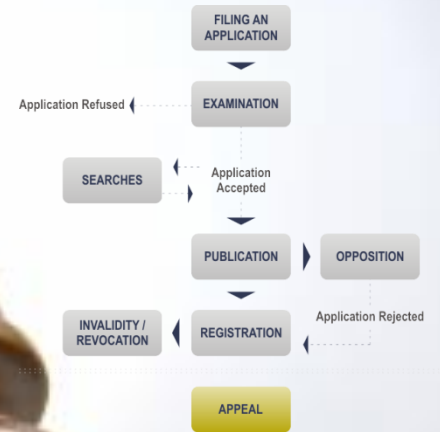 FILING AN
APPLICATION
Application Refused
EXAMINATION
SEARCHES
Application
Accepted
PUBLICATION
OPPOSITION
INVALIDITY /
REVOCATION
REGISTRATION
Application Rejected
APPEAL